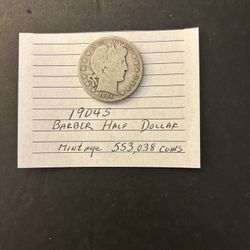 1904S
BARBER HALF DOLLAR
MINTAGE 553,038 COINS